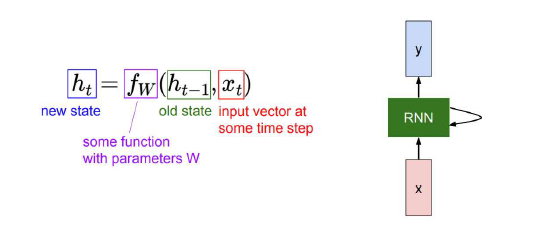 h_t = f_W(h_{t-1}, x_t)
new state
old state
input vector at
some time step
some function
with parameters W
y
RNN
x